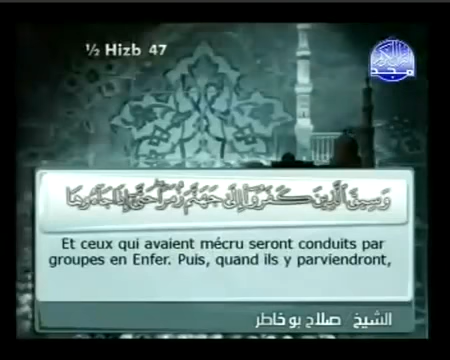 ½ Hizb 47
مجد
وَسِيقَ الَّذِينَ كَفَرُوا إِلَىٰ جَهَنَّمَ زُمَرًا حَتَّىٰ إِذَا جَاءُوهَا
Et ceux qui avaient mécru seront conduits par
groupes en Enfer. Puis, quand ils y parviendront,
الشيخ صلاح بو خاطر